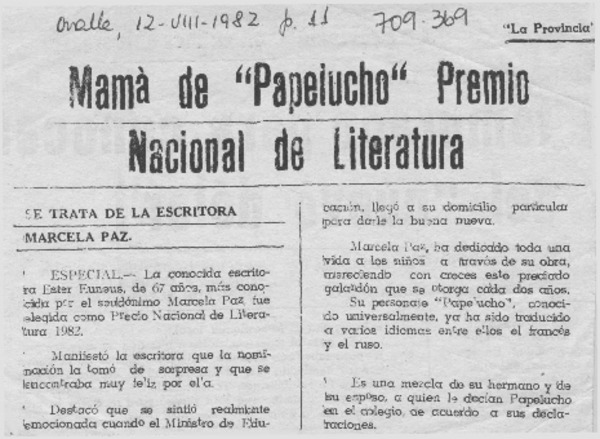 ovalle, 12-VIII-1982 p. 11 709.369
"La Provincia"
Mamà de "Papelucho" Premio
Nacional de Literatura
SE TRATA DE LA ESCRITORA
MARCELA PAZ.
ESPECIAL.— La conocida escrito-
ra Ester Huneus, de 67 años, más cono-
cida por el seudónimo Marcela Paz, fue
elegida como Precio Nacional de Litera-
tura 1982.
Manifestó la escritora que la nomi-
nación la tomó de sorpresa y que se
encontraba muy feliz por ella.
Destacó que se sintió realmente
emocionada cuando el Ministro de Edu-
cación, llegó a su domicilio particular
para darle la buena nueva.
Marcela Paz, ha dedicado toda una
vida a los niños a través de su obra,
mereciendo con creces este preciado
galardón que se otorga cada dos años.
Su personaje "Papelucho", conoci-
do universalmente, ya ha sido traducido
a varios idiomas entre ellos el francés
y el ruso.
Es una mezcla de su hermano y de
su esposo, a quien le decían Papelucho
en el colegio, de acuerdo a sus decla-
raciones.